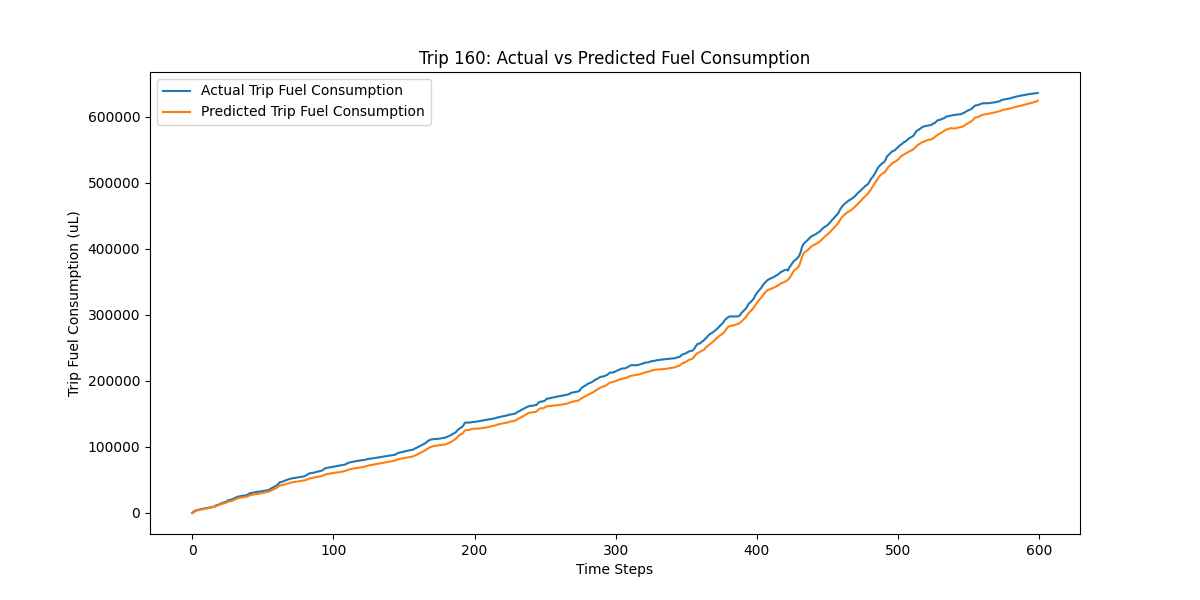 Trip 160: Actual vs Predicted Fuel Consumption
Actual Trip Fuel Consumption
Predicted Trip Fuel Consumption
Trip Fuel Consumption (uL)
600000
500000
400000
300000
200000
100000
0
0 100 200 300 400 500 600
Time Steps